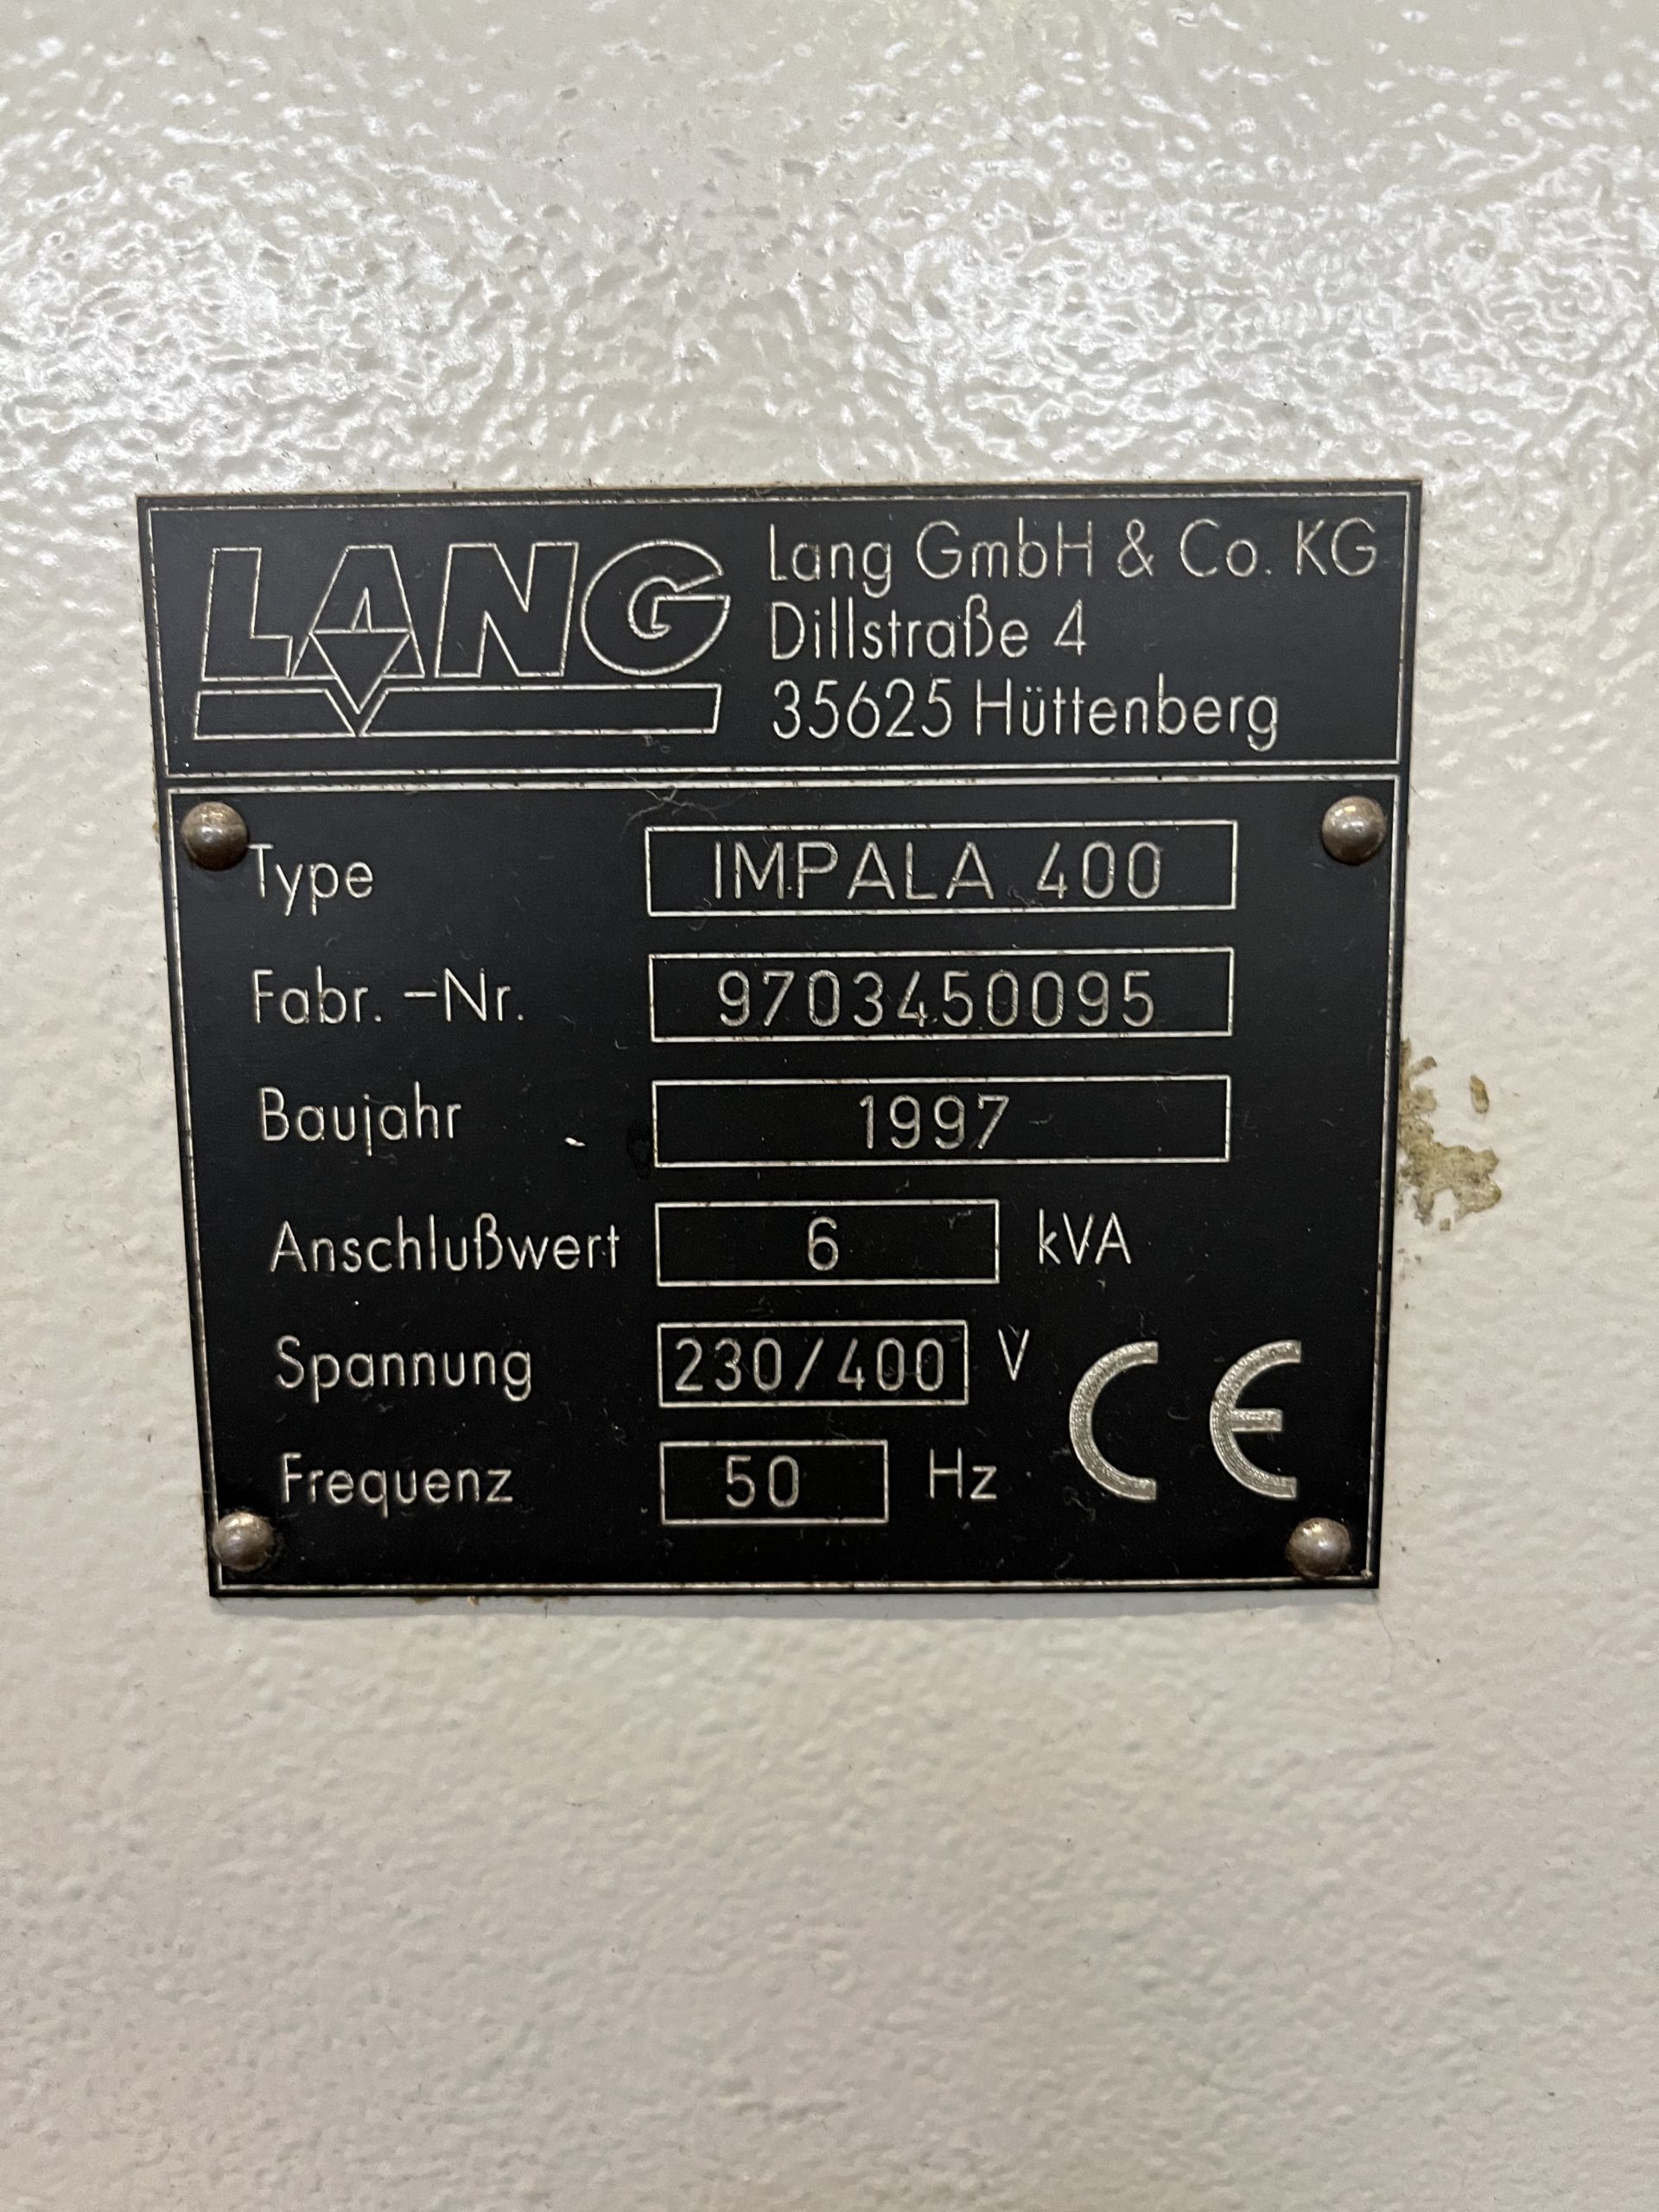 LANG
Lang GmbH & Co. KG
Dillstraße 4
35625 Hüttenberg
Type IMPALA 400
Fabr. -Nr. 9703450095
Baujahr 1997
Anschlußwert 6 kVA
Spannung 230/400 V
Frequenz 50 Hz
CE